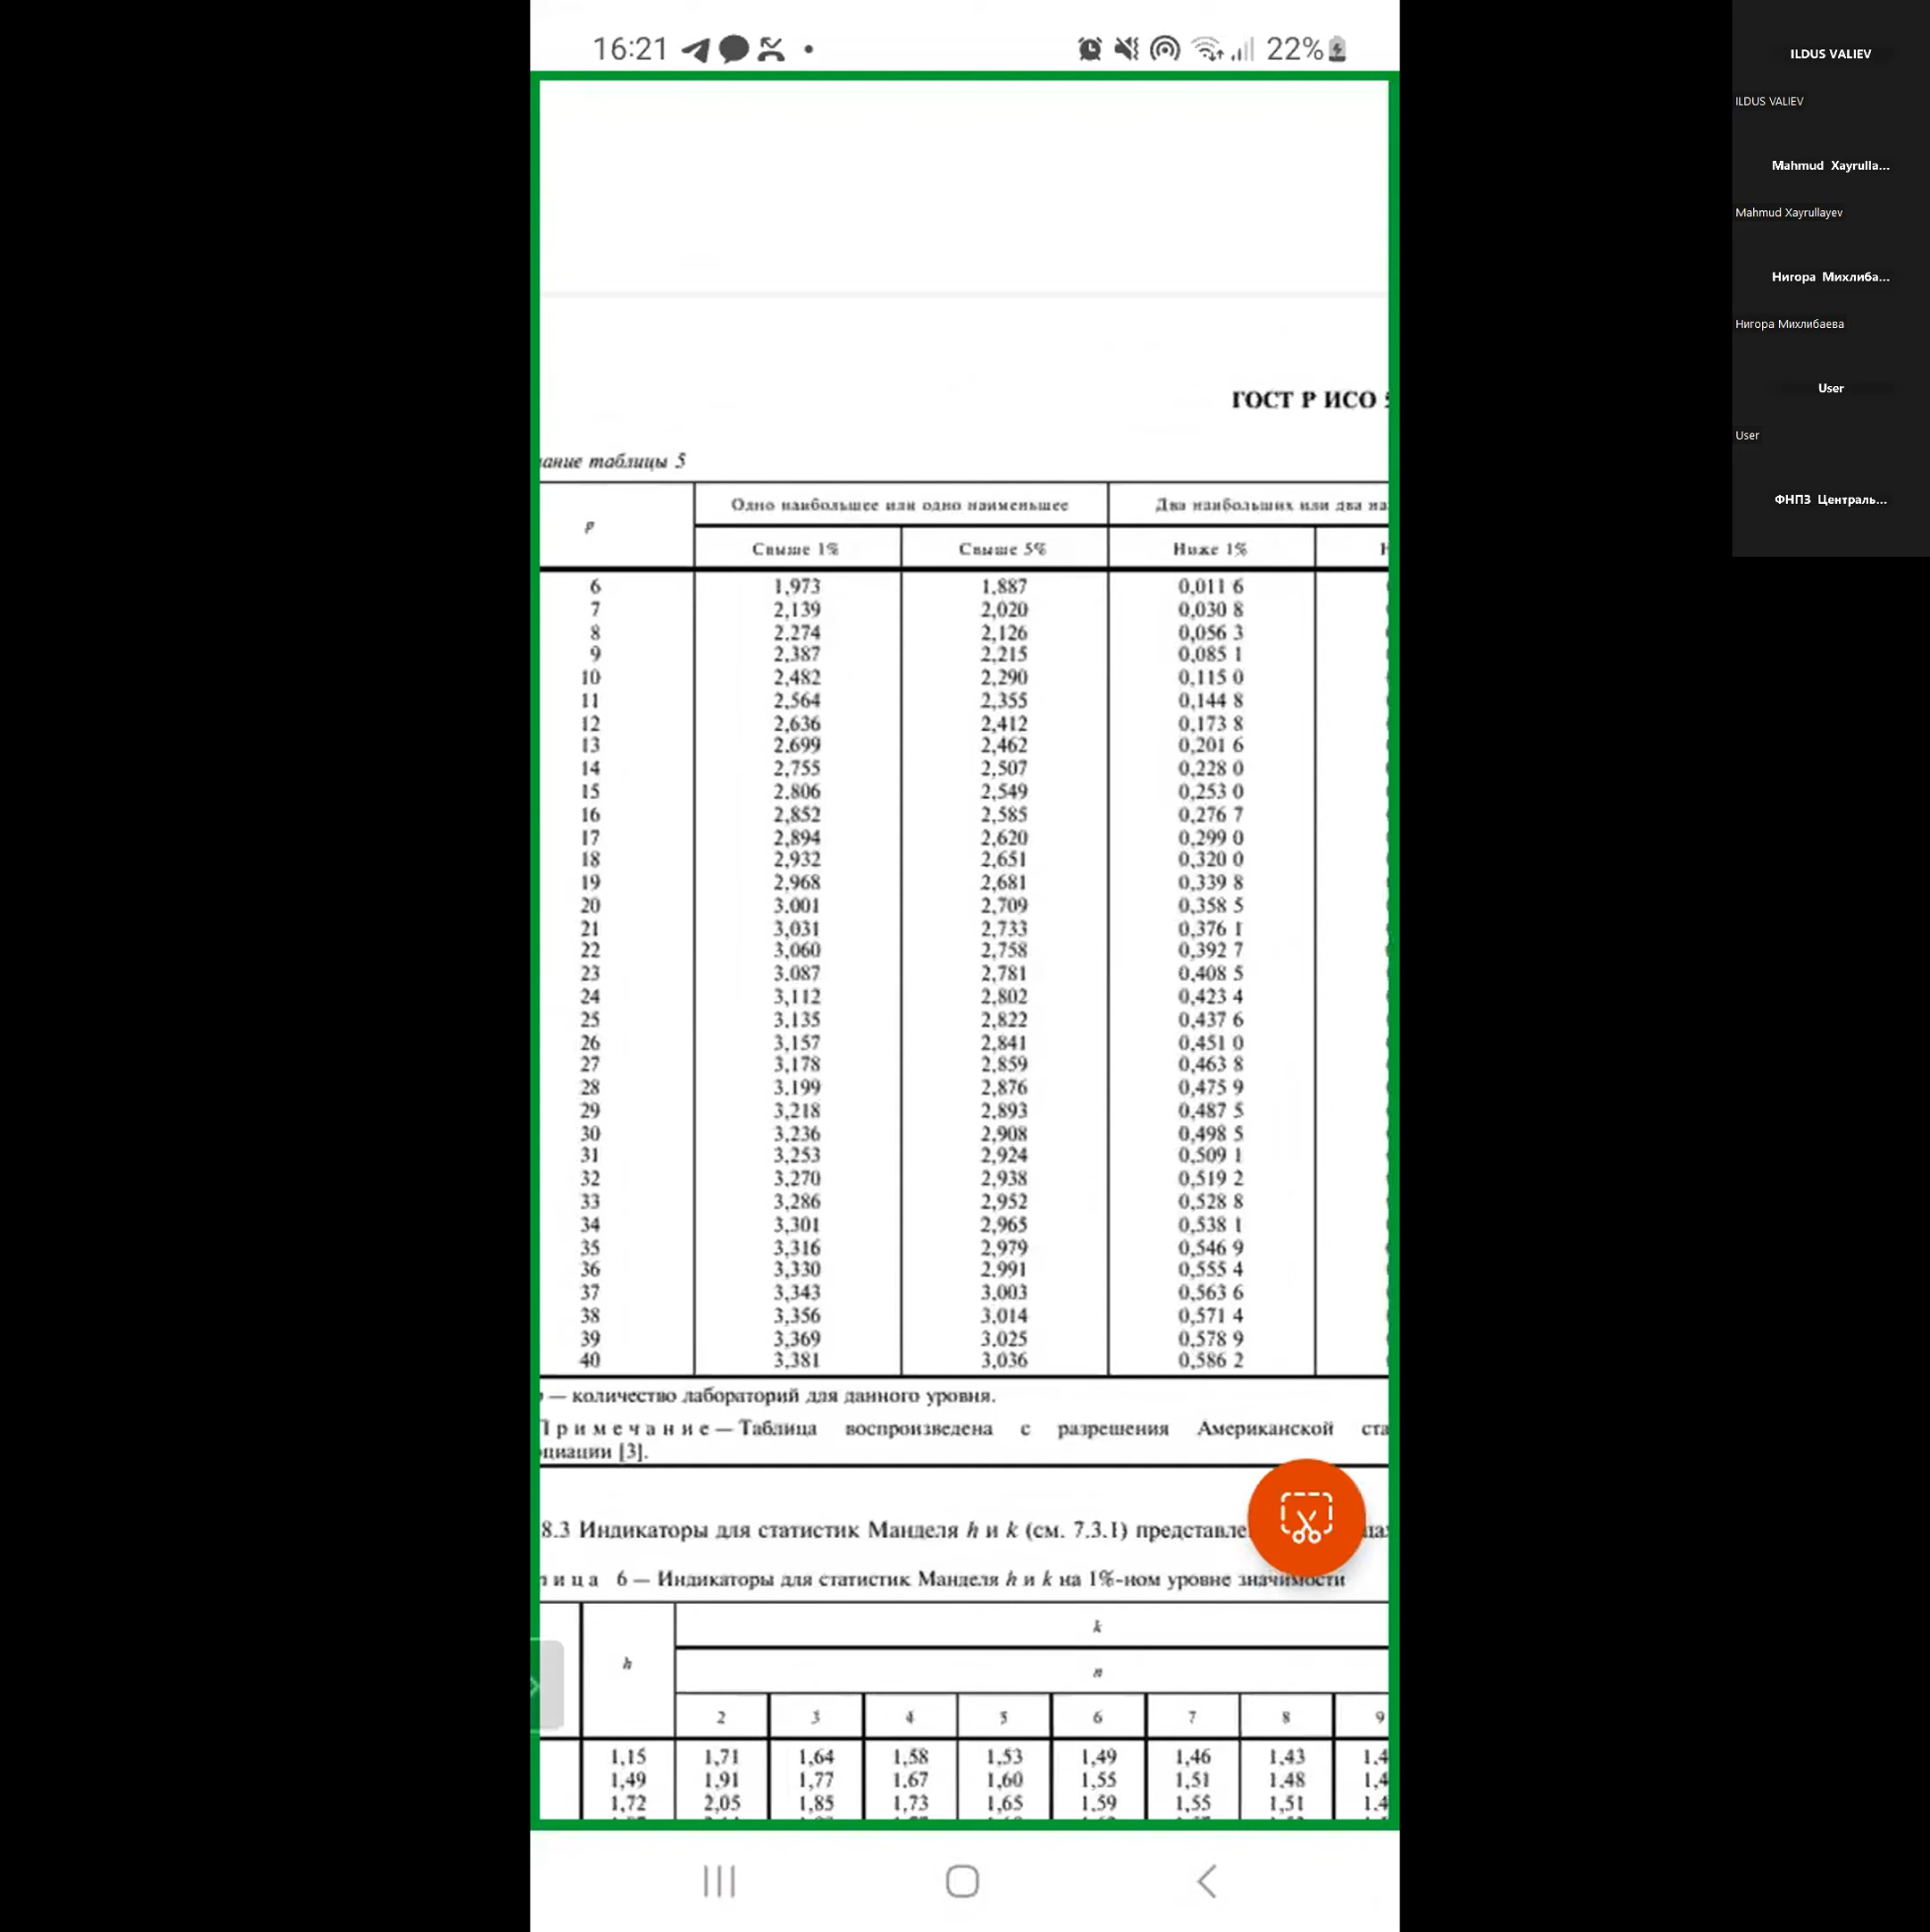 16:21
22%
ГОСТ Р ИСО
таблицы 5
P
Одно наибольшее или одно наименьшее
Два наибольших или два
Свыше 1%
Свыше 5%
Ниже 1%
6 1,973 1,887 0,011 6
7 2,139 2,020 0,030 8
8 2.274 2,126 0,056 3
9 2.387 2,215 0,085 1
10 2,482 2,290 0,115 0
11 2,564 2,355 0,144 8
12 2,636 2,412 0,173 8
13 2.699 2,462 0,201 6
14 2,755 2,507 0,228 0
15 2.806 2,549 0,253 0
16 2,852 2,585 0,276 7
17 2,894 2,620 0,299 0
18 2,932 2,651 0,320 0
19 2,968 2,681 0,339 8
20 3.001 2,709 0,358 5
21 3,031 2,733 0,376 1
22 3,060 2,758 0,392 7
23 3.087 2,781 0,408 5
24 3,112 2,802 0,423 4
25 3.135 2,822 0,437 6
26 3,157 2,841 0,451 0
27 3,178 2,859 0,463 8
28 3.199 2,876 0,475 9
29 3,218 2,893 0,487 5
30 3,236 2,908 0,498 5
31 3,253 2,924 0,509 1
32 3,270 2,938 0,519 2
33 3,286 2,952 0,528 8
34 3,301 2,965 0,538 1
35 3,316 2,979 0,546 9
36 3,330 2,991 0,555 4
37 3,343 3,003 0,563 6
38 3,356 3,014 0,571 4
39 3,369 3.025 0,578 9
40 3,381 3,036 0,586 2
— количество лабораторий для данного уровня.
Примечание — Таблица воспроизведена с разрешения Американской
[3].
8.3 Индикаторы для статистик Манделя h и k (см. 7.3.1)
6 — Индикаторы для статистик Манделя h и k на 1%-ном уровне значимости
k
h
n
2 3 4 5 6 7 8 9
1,15 1,71 1,64 1,58 1,53 1,49 1,46 1,43
1,49 1,91 1,77 1.67 1,60 1,55 1,51 1.48
1,72 2,05 1,85 1,73 1,65 1,59 1,55 1,51
ILDUS VALIEV
ILDUS VALIEV
Mahmud Xayrulla...
Mahmud Xayrullayev
Нигора Михлиба...
Нигора Михлибаева
User
User
ФНПЗ Централь...